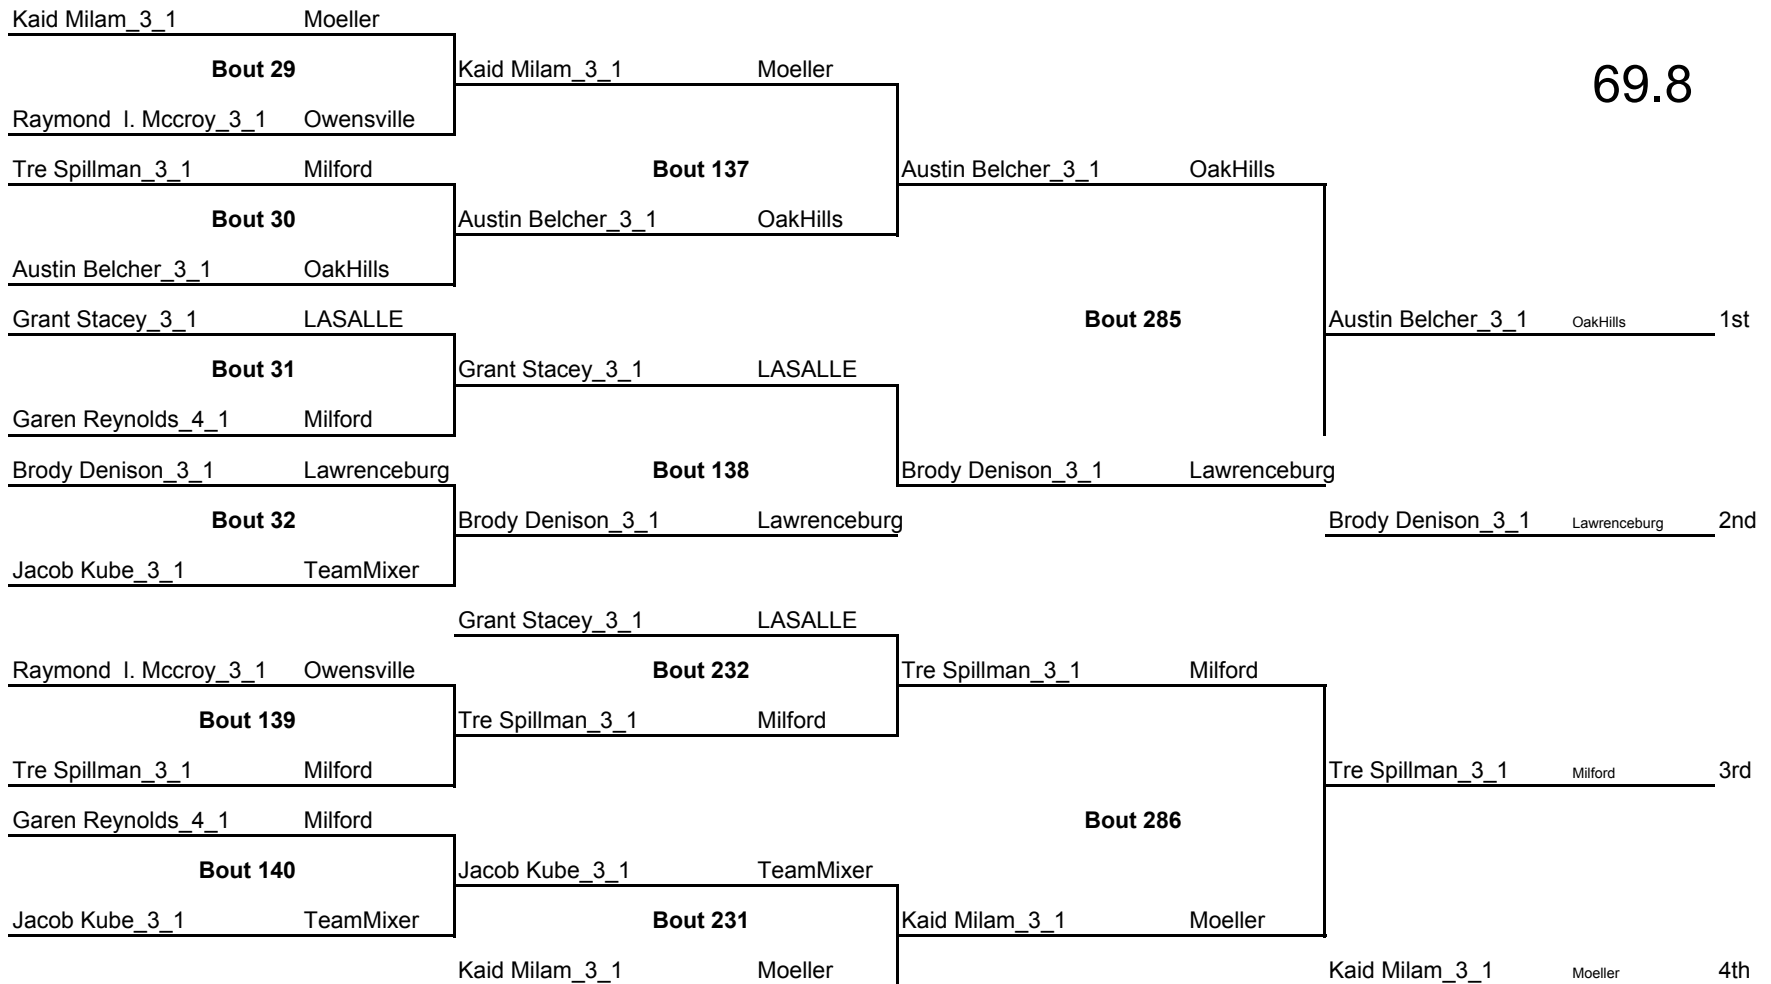 Kaid Milam_3_1 Moeller
Bout 29 Kaid Milam_3_1 Moeller 69.8
Raymond I. Mccroy_3_1 Owensville
Tre Spillman_3_1 Milford Bout 137 Austin Belcher_3_1 OakHills
Bout 30 Austin Belcher_3_1 OakHills
Austin Belcher_3_1 OakHills
Grant Stacey_3_1 LASALLE Bout 285 Austin Belcher_3_1 OakHills 1st
Bout 31 Grant Stacey_3_1 LASALLE
Garen Reynolds_4_1 Milford
Brody Denison_3_1 Lawrenceburg Bout 138 Brody Denison_3_1 Lawrenceburg
Bout 32 Brody Denison_3_1 Lawrenceburg Brody Denison_3_1 Lawrenceburg 2nd
Jacob Kube_3_1 TeamMixer
Grant Stacey_3_1 LASALLE
Raymond I. Mccroy_3_1 Owensville Bout 232 Tre Spillman_3_1 Milford
Bout 139 Tre Spillman_3_1 Milford
Tre Spillman_3_1 Milford Tre Spillman_3_1 Milford 3rd
Garen Reynolds_4_1 Milford Bout 286
Bout 140 Jacob Kube_3_1 TeamMixer
Jacob Kube_3_1 TeamMixer Bout 231 Kaid Milam_3_1 Moeller
Kaid Milam_3_1 Moeller Kaid Milam_3_1 Moeller 4th